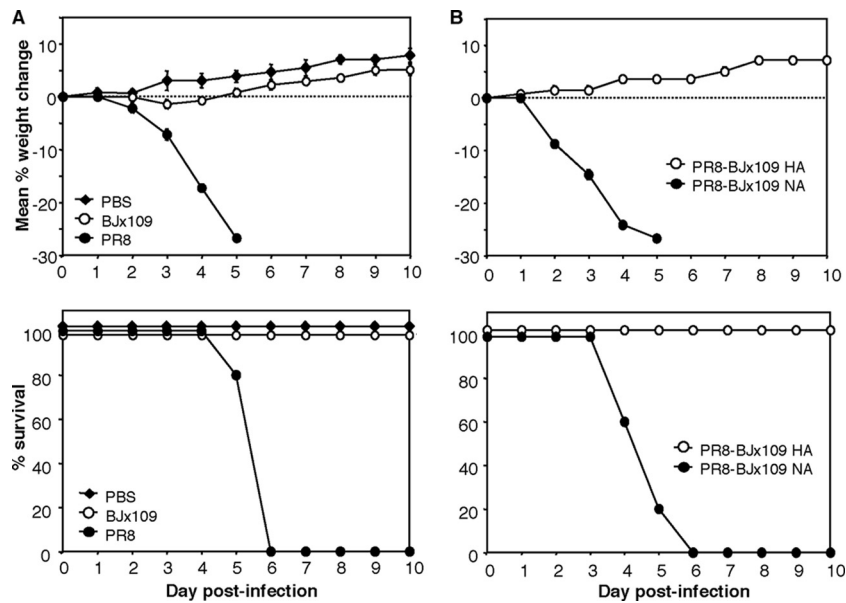 A
Mean % weight change
10
0
-10
-20
-30
PBS
BJx109
PR8
0 1 2 3 4 5 6 7 8 9 10
B
10
0
-10
-20
-30
PR8-BJx109 HA
PR8-BJx109 NA
0 1 2 3 4 5 6 7 8 9 10
% survival
100
80
60
40
20
0
PBS
BJx109
PR8
0 1 2 3 4 5 6 7 8 9 10
Day post-infection
100
80
60
40
20
0
PR8-BJx109 HA
PR8-BJx109 NA
0 1 2 3 4 5 6 7 8 9 10
Day post-infection